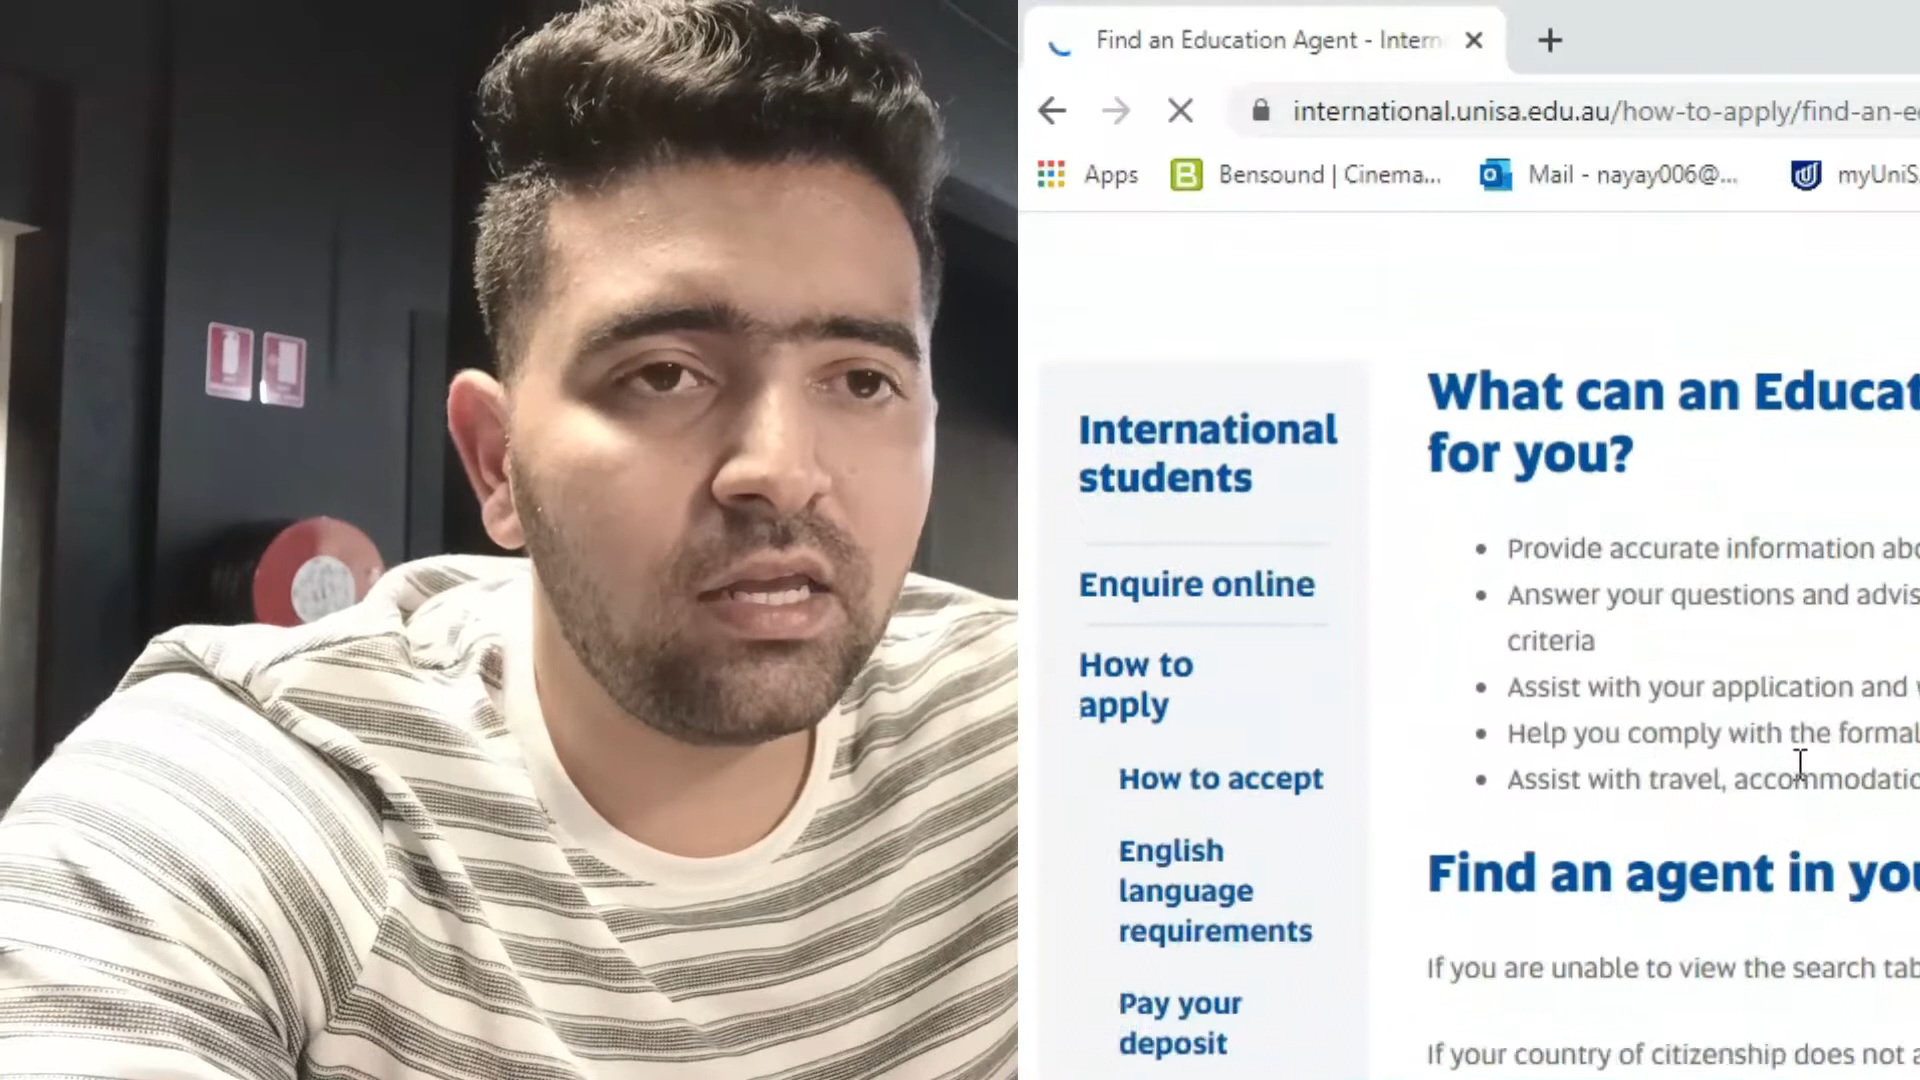 Find an Education Agent - Intern
international.unisa.edu.au/how-to-apply/find-an-e
Apps
B Bensound | Cinema...
Mail - nayay006@...
myUniS
International
students
Enquire online
How to
apply
How to accept
English
language
requirements
Pay your
deposit
What can an Educat
for you?
• Provide accurate information abo
• Answer your questions and advis
criteria
• Assist with your application and
• Help you comply with the formal
• Assist with travel, accommodatio
Find an agent in you
If you are unable to view the search tab
If your country of citizenship does not a